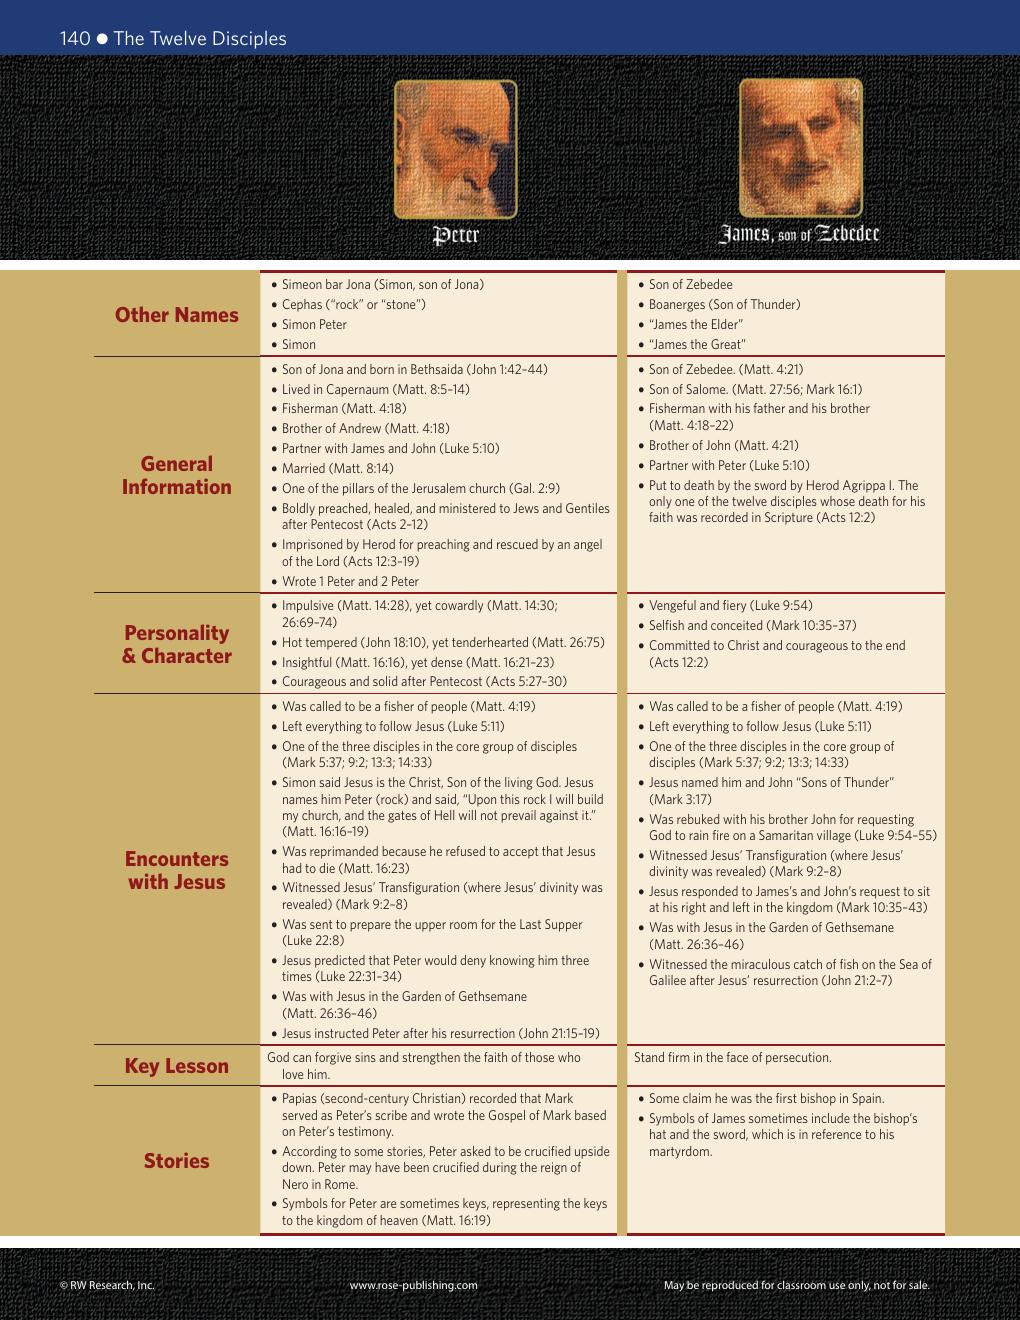 140 ● The Twelve Disciples
Peter
James, son of Zebedee
Other Names
• Simeon bar Jona (Simon, son of Jona)
• Cephas (“rock” or “stone”)
• Simon Peter
• Simon
• Son of Zebedee
• Boanerges (Son of Thunder)
• “James the Elder”
• “James the Great”
General
Information
• Son of Jona and born in Bethsaida (John 1:42–44)
• Lived in Capernaum (Matt. 8:5–14)
• Fisherman (Matt. 4:18)
• Brother of Andrew (Matt. 4:18)
• Partner with James and John (Luke 5:10)
• Married (Matt. 8:14)
• One of the pillars of the Jerusalem church (Gal. 2:9)
• Boldly preached, healed, and ministered to Jews and Gentiles
after Pentecost (Acts 2–12)
• Imprisoned by Herod for preaching and rescued by an angel
of the Lord (Acts 12:3–19)
• Wrote 1 Peter and 2 Peter
• Son of Zebedee. (Matt. 4:21)
• Son of Salome. (Matt. 27:56; Mark 16:1)
• Fisherman with his father and his brother
(Matt. 4:18–22)
• Brother of John (Matt. 4:21)
• Partner with Peter (Luke 5:10)
• Put to death by the sword by Herod Agrippa I. The
only one of the twelve disciples whose death for his
faith was recorded in Scripture (Acts 12:2)
Personality
& Character
• Impulsive (Matt. 14:28), yet cowardly (Matt. 14:30;
26:69–74)
• Hot tempered (John 18:10), yet tenderhearted (Matt. 26:75)
• Insightful (Matt. 16:16), yet dense (Matt. 16:21–23)
• Courageous and solid after Pentecost (Acts 5:27–30)
• Vengeful and fiery (Luke 9:54)
• Selfish and conceited (Mark 10:35–37)
• Committed to Christ and courageous to the end
(Acts 12:2)
Encounters
with Jesus
• Was called to be a fisher of people (Matt. 4:19)
• Left everything to follow Jesus (Luke 5:11)
• One of the three disciples in the core group of disciples
(Mark 5:37; 9:2; 13:3; 14:33)
• Simon said Jesus is the Christ, Son of the living God. Jesus
names him Peter (rock) and said, “Upon this rock I will build
my church, and the gates of Hell will not prevail against it.”
(Matt. 16:16–19)
• Was reprimanded because he refused to accept that Jesus
had to die (Matt. 16:23)
• Witnessed Jesus’ Transfiguration (where Jesus’ divinity was
revealed) (Mark 9:2–8)
• Was sent to prepare the upper room for the Last Supper
(Luke 22:8)
• Jesus predicted that Peter would deny knowing him three
times (Luke 22:31–34)
• Was with Jesus in the Garden of Gethsemane
(Matt. 26:36–46)
• Jesus instructed Peter after his resurrection (John 21:15–19)
• Was called to be a fisher of people (Matt. 4:19)
• Left everything to follow Jesus (Luke 5:11)
• One of the three disciples in the core group of
disciples (Mark 5:37; 9:2; 13:3; 14:33)
• Jesus named him and John “Sons of Thunder”
(Mark 3:17)
• Was rebuked with his brother John for requesting
God to rain fire on a Samaritan village (Luke 9:54–55)
• Witnessed Jesus’ Transfiguration (where Jesus’
divinity was revealed) (Mark 9:2–8)
• Jesus responded to James’s and John’s request to sit
at his right and left in the kingdom (Mark 10:35–43)
• Was with Jesus in the Garden of Gethsemane
(Matt. 26:36–46)
• Witnessed the miraculous catch of fish on the Sea of
Galilee after Jesus’ resurrection (John 21:2–7)
Key Lesson
God can forgive sins and strengthen the faith of those who
love him.
Stand firm in the face of persecution.
Stories
• Papias (second-century Christian) recorded that Mark
served as Peter’s scribe and wrote the Gospel of Mark based
on Peter’s testimony.
• According to some stories, Peter asked to be crucified upside
down. Peter may have been crucified during the reign of
Nero in Rome.
• Symbols for Peter are sometimes keys, representing the keys
to the kingdom of heaven (Matt. 16:19)
• Some claim he was the first bishop in Spain.
• Symbols of James sometimes include the bishop’s
hat and the sword, which is in reference to his
martyrdom.
© RW Research, Inc.
www.rose-publishing.com
May be reproduced for classroom use only, not for sale.